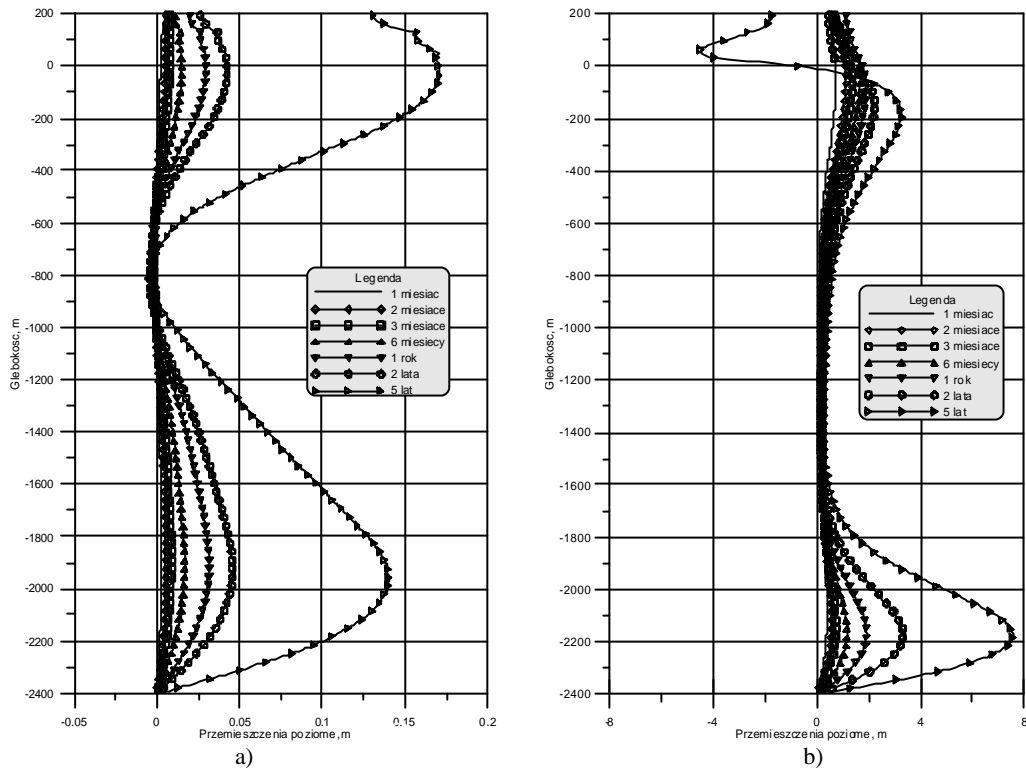 200
0
-200
-400
-600
-800
-1000
-1200
-1400
-1600
-1800
-2000
-2200
-2400
Glebokosc, m
-0.05
0
0.05
0.1
0.15
0.2
Przemieszczenia poziome, m
Legenda
1 miesiac
2 miesiace
3 miesiace
6 miesiecy
1 rok
2 lata
5 lat
a)
200
0
-200
-400
-600
-800
-1000
-1200
-1400
-1600
-1800
-2000
-2200
-2400
Glebokosc, m
-8
-4
0
4
8
Przemieszczenia poziome, m
Legenda
1 miesiac
2 miesiace
3 miesiace
6 miesiecy
1 rok
2 lata
5 lat
b)